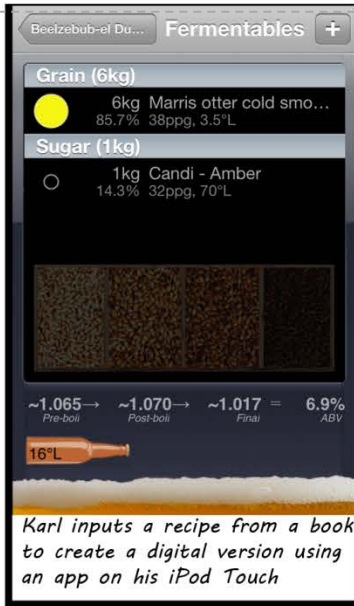 Beelzebub-el Du...
Fermentables
+
Grain (6kg)
6kg Marris otter cold smo...
85.7% 38ppg, 3.5°L
Sugar (1kg)
1kg Candi - Amber
14.3% 32ppg, 70°L
~1.065→ ~1.070→ ~1.017 = 6.9%
Pre-boil Post-boil Final ABV
16°L
Karl inputs a recipe from a book
to create a digital version using
an app on his iPod Touch